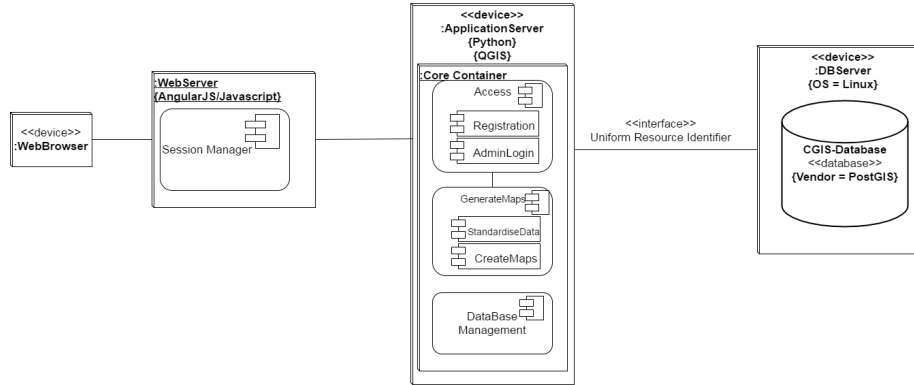 <<device>>
:WebBrowser
:WebServer
{AngularJS/Javascript}
Session Manager
<<device>>
:ApplicationServer
{Python}
{QGIS}
:Core Container
Access
Registration
AdminLogin
GenerateMaps
StandardiseData
CreateMaps
DataBase
Management
<<interface>>
Uniform Resource Identifier
<<device>>
:DBServer
{OS = Linux}
CGIS-Database
<<database>>
{Vendor = PostGIS}